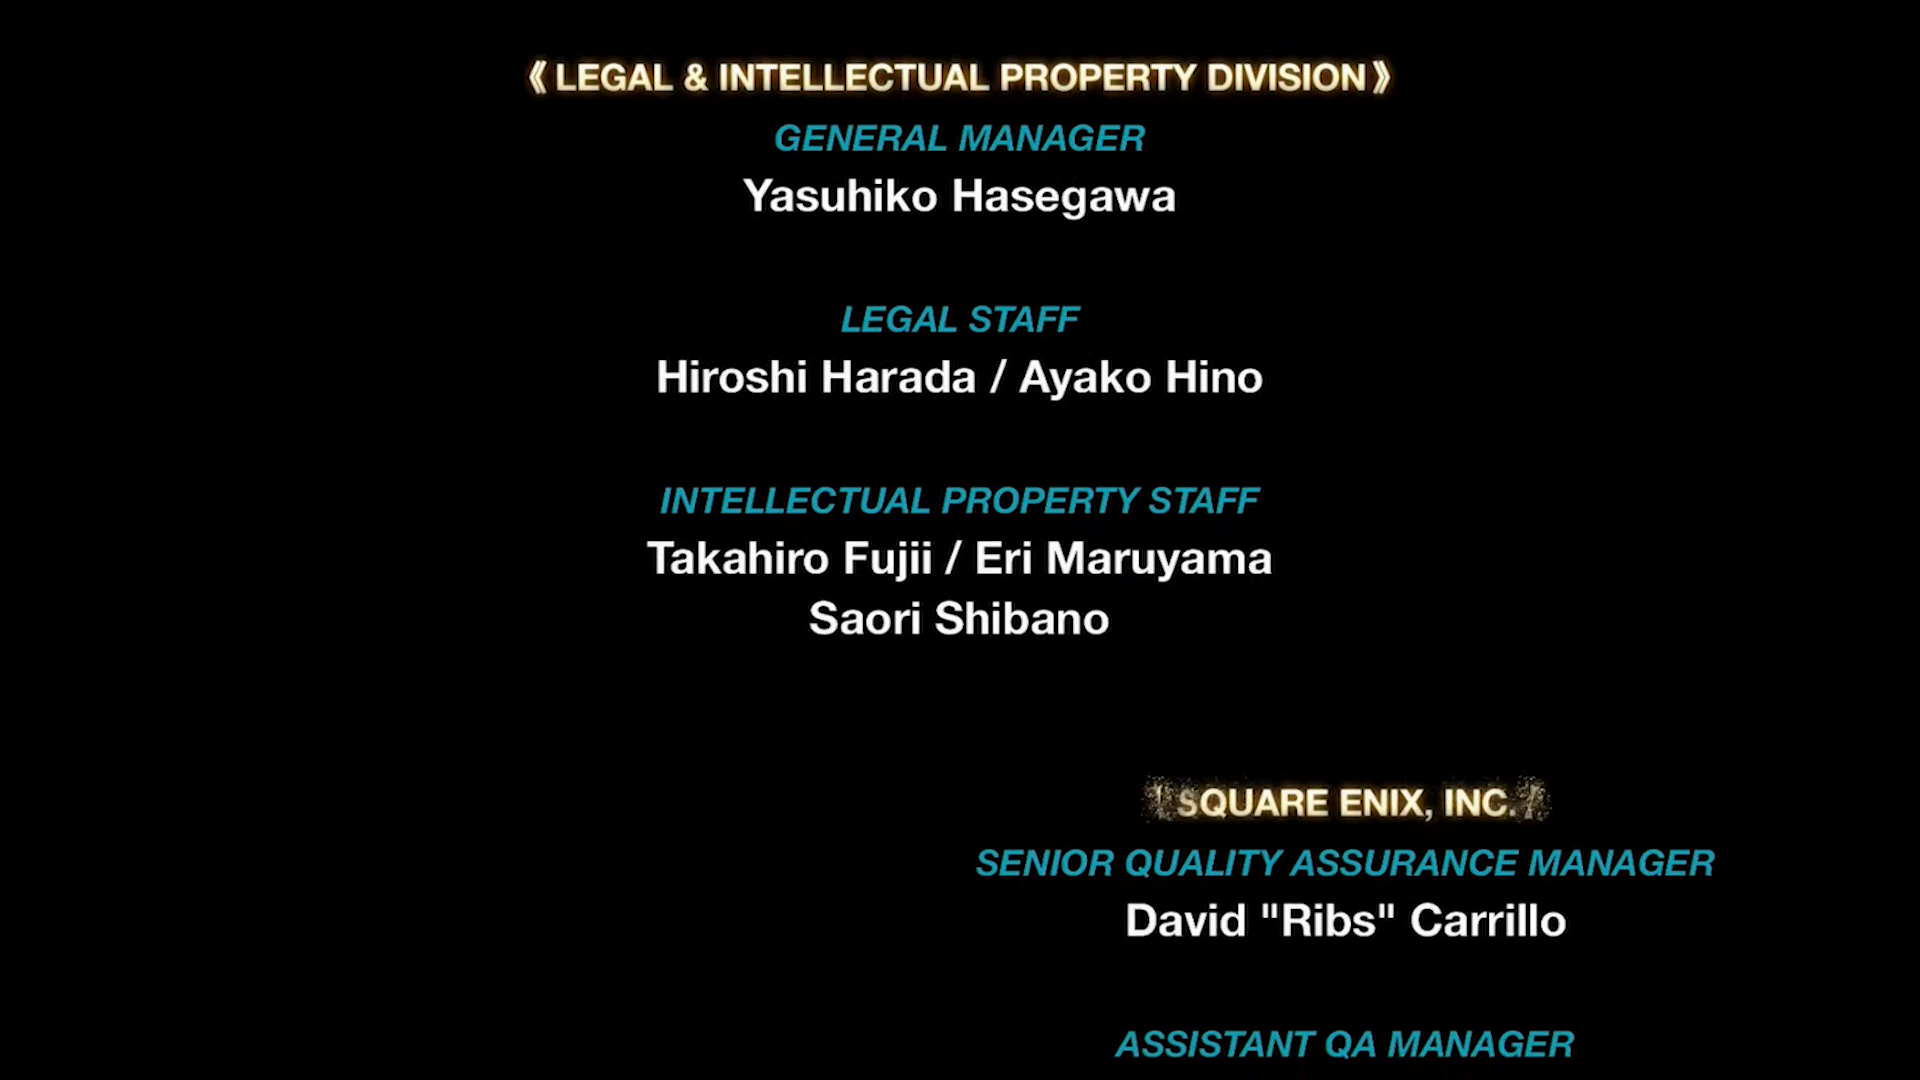 《LEGAL & INTELLECTUAL PROPERTY DIVISION》
GENERAL MANAGER
Yasuhiko Hasegawa
LEGAL STAFF
Hiroshi Harada / Ayako Hino
INTELLECTUAL PROPERTY STAFF
Takahiro Fujii / Eri Maruyama
Saori Shibano
SQUARE ENIX, INC.
SENIOR QUALITY ASSURANCE MANAGER
David "Ribs" Carrillo
ASSISTANT QA MANAGER